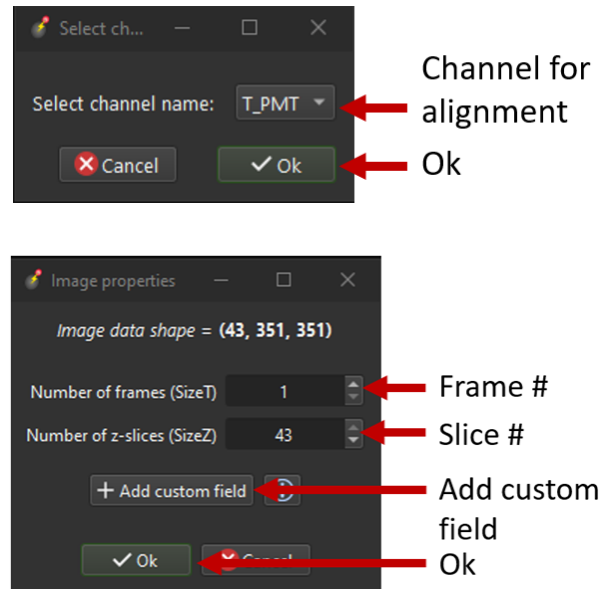 Select ch...
Select channel name: T_PMT
Cancel Ok
Channel for
alignment
Ok
Image properties
Image data shape = (43, 351, 351)
Number of frames (SizeT) 1
Number of z-slices (SizeZ) 43
+ Add custom field
Ok Cancel
Frame #
Slice #
Add custom
field
Ok